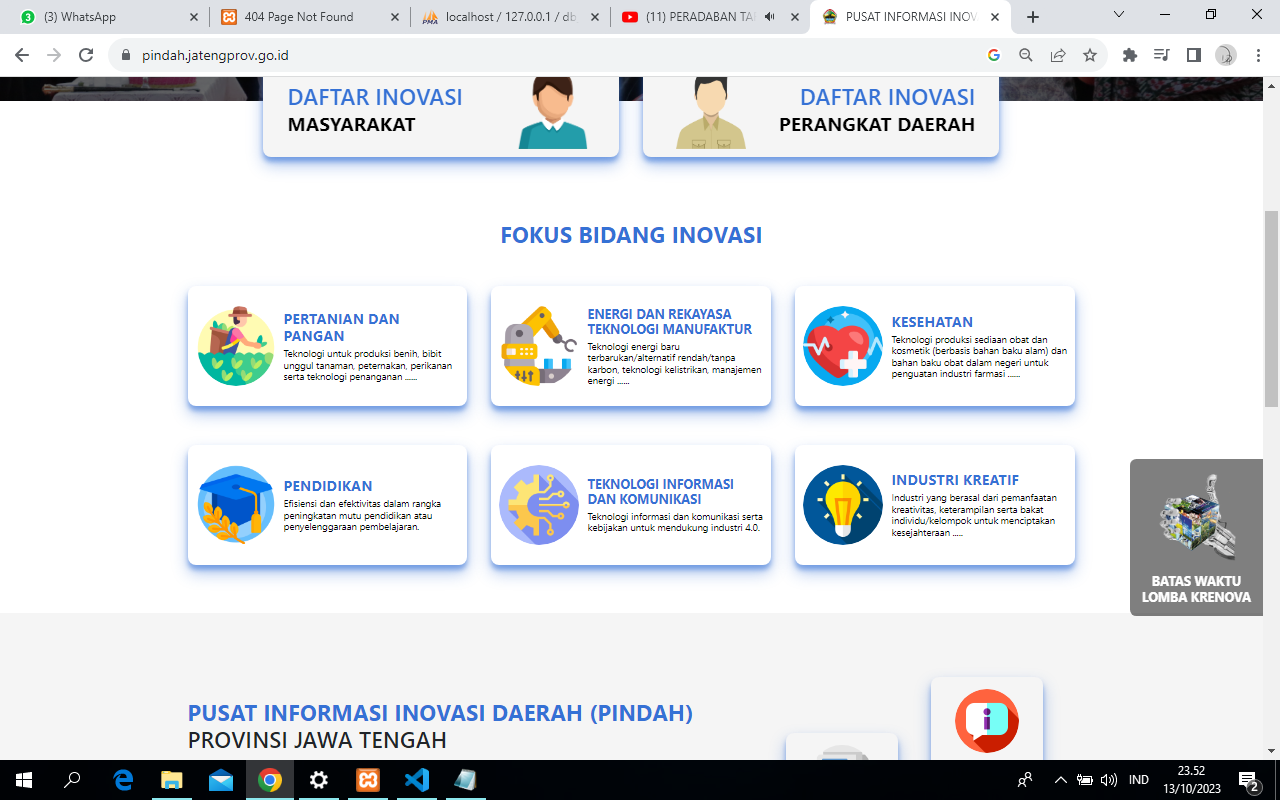 (3) WhatsApp
404 Page Not Found
localhost / 127.0.0.1 / db
(11) PERADABAN TA
PUSAT INFORMASI INOV
pindah.jatengprov.go.id
DAFTAR INOVASI
MASYARAKAT
DAFTAR INOVASI
PERANGKAT DAERAH
FOKUS BIDANG INOVASI
PERTANIAN DAN
PANGAN
Teknologi untuk produksi benih, bibit
unggul tanaman, peternakan, perikanan
serta teknologi penanganan ......
ENERGI DAN REKAYASA
TEKNOLOGI MANUFAKTUR
Teknologi energi baru
terbarukan/alternatif rendah/tanpa
karbon, teknologi kelistrikan, manajemen
energi ......
KESEHATAN
Teknologi produksi sediaan obat dan
kosmetik (berbasis bahan baku alam) dan
bahan baku obat dalam negeri untuk
penguatan industri farmasi ......
PENDIDIKAN
Efisiensi dan efektivitas dalam rangka
peningkatan mutu pendidikan atau
penyelenggaraan pembelajaran.
TEKNOLOGI INFORMASI
DAN KOMUNIKASI
Teknologi informasi dan komunikasi serta
kebijakan untuk mendukung industri 4.0.
INDUSTRI KREATIF
Industri yang berasal dari pemanfaatan
kreativitas, keterampilan serta bakat
individu/kelompok untuk menciptakan
kesejahteraan .....
BATAS WAKTU
LOMBA KRENOVA
PUSAT INFORMASI INOVASI DAERAH (PINDAH)
PROVINSI JAWA TENGAH
IND
23.52
13/10/2023
2